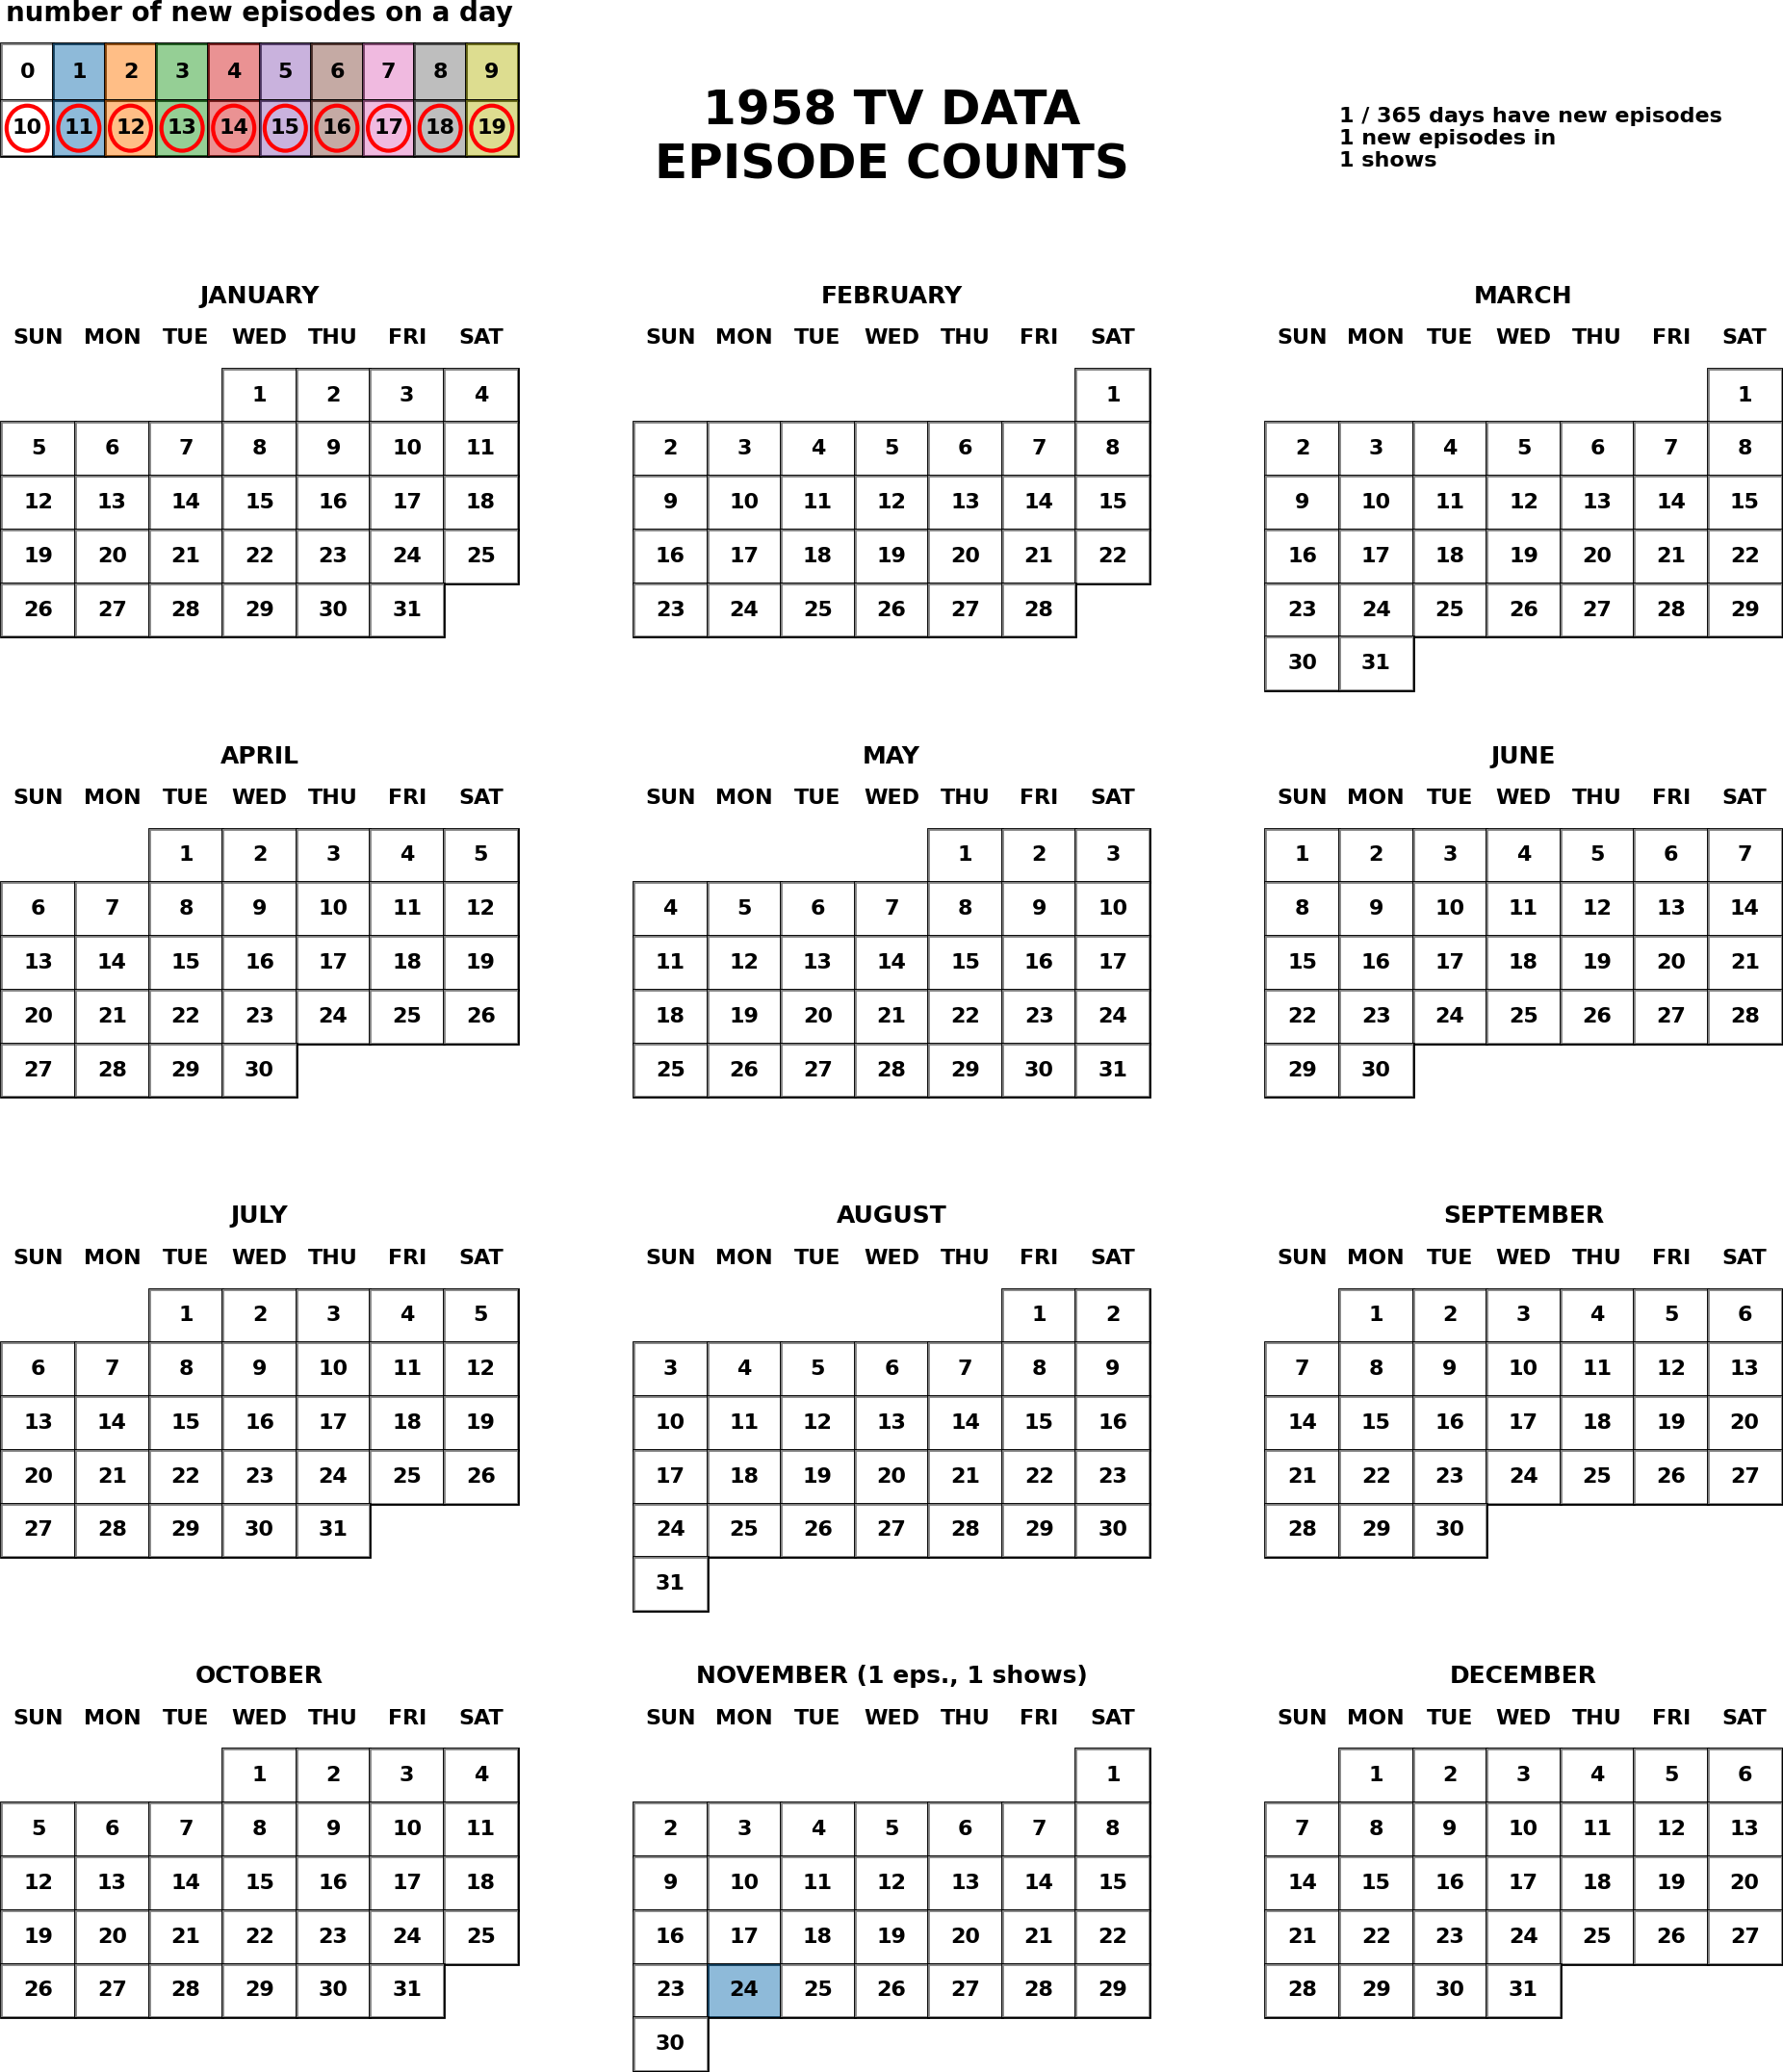 number of new episodes on a day
0 1 2 3 4 5 6 7 8 9
10 11 12 13 14 15 16 17 18 19
1958 TV DATA
EPISODE COUNTS
1 / 365 days have new episodes
1 new episodes in
1 shows
JANUARY
SUN MON TUE WED THU FRI SAT
1 2 3 4
5 6 7 8 9 10 11
12 13 14 15 16 17 18
19 20 21 22 23 24 25
26 27 28 29 30 31
FEBRUARY
SUN MON TUE WED THU FRI SAT
1
2 3 4 5 6 7 8
9 10 11 12 13 14 15
16 17 18 19 20 21 22
23 24 25 26 27 28
MARCH
SUN MON TUE WED THU FRI SAT
1
2 3 4 5 6 7 8
9 10 11 12 13 14 15
16 17 18 19 20 21 22
23 24 25 26 27 28 29
30 31
APRIL
SUN MON TUE WED THU FRI SAT
1 2 3 4 5
6 7 8 9 10 11 12
13 14 15 16 17 18 19
20 21 22 23 24 25 26
27 28 29 30
MAY
SUN MON TUE WED THU FRI SAT
1 2 3
4 5 6 7 8 9 10
11 12 13 14 15 16 17
18 19 20 21 22 23 24
25 26 27 28 29 30 31
JUNE
SUN MON TUE WED THU FRI SAT
1 2 3 4 5 6 7
8 9 10 11 12 13 14
15 16 17 18 19 20 21
22 23 24 25 26 27 28
29 30
JULY
SUN MON TUE WED THU FRI SAT
1 2 3 4 5
6 7 8 9 10 11 12
13 14 15 16 17 18 19
20 21 22 23 24 25 26
27 28 29 30 31
AUGUST
SUN MON TUE WED THU FRI SAT
1 2
3 4 5 6 7 8 9
10 11 12 13 14 15 16
17 18 19 20 21 22 23
24 25 26 27 28 29 30
31
SEPTEMBER
SUN MON TUE WED THU FRI SAT
1 2 3 4 5 6
7 8 9 10 11 12 13
14 15 16 17 18 19 20
21 22 23 24 25 26 27
28 29 30
OCTOBER
SUN MON TUE WED THU FRI SAT
1 2 3 4
5 6 7 8 9 10 11
12 13 14 15 16 17 18
19 20 21 22 23 24 25
26 27 28 29 30 31
NOVEMBER (1 eps., 1 shows)
SUN MON TUE WED THU FRI SAT
1
2 3 4 5 6 7 8
9 10 11 12 13 14 15
16 17 18 19 20 21 22
23 24 25 26 27 28 29
30
DECEMBER
SUN MON TUE WED THU FRI SAT
1 2 3 4 5 6
7 8 9 10 11 12 13
14 15 16 17 18 19 20
21 22 23 24 25 26 27
28 29 30 31